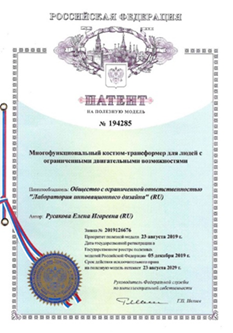 РОССИЙСКАЯ ФЕДЕРАЦИЯ
ПАТЕНТ
НА ПОЛЕЗНУЮ МОДЕЛЬ
№ 194285
Многофункциональный костюм-трансформер для людей с
ограниченными двигательными возможностями
Патентообладатель: Общество с ограниченной ответственностью
"Лаборатория инновационного дизайна" (RU)
Автор: Русакова Елена Игоревна (RU)
Заявка № 2019126676
Приоритет полезной модели 23 августа 2019 г.
Дата государственной регистрации в
Государственном реестре полезных
моделей Российской Федерации 05 декабря 2019 г.
Срок действия исключительного права
на полезную модель истекает 23 августа 2029 г.
Руководитель Федеральной службы
по интеллектуальной собственности
Г.П. Ивлиев